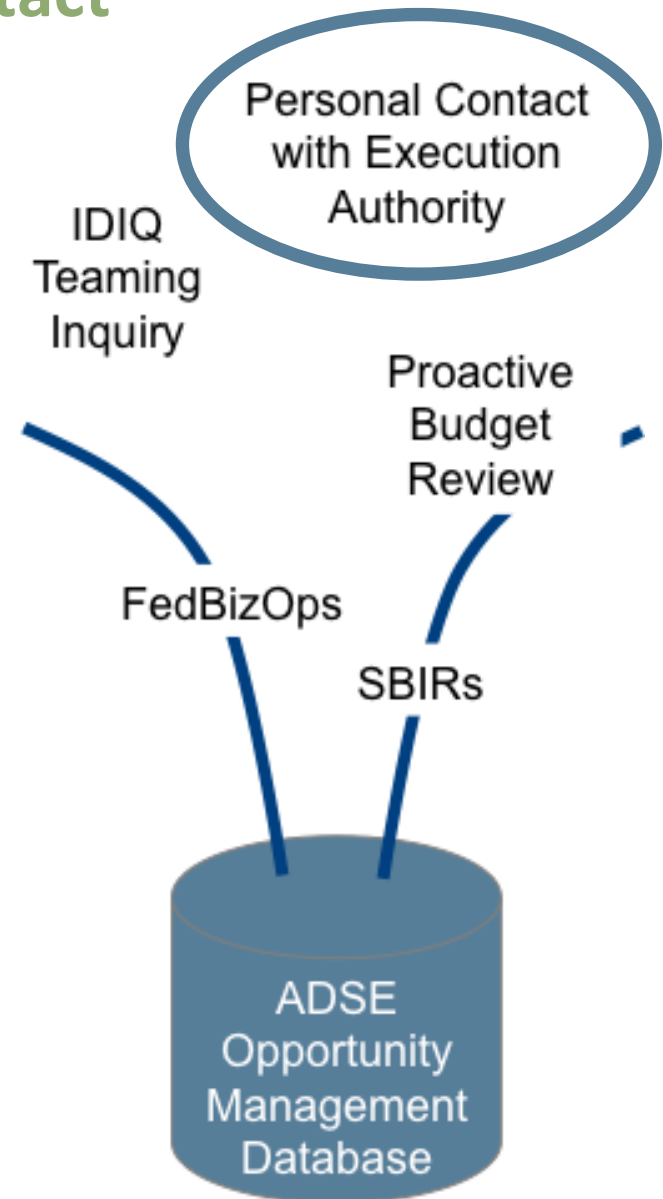 Personal Contact
with Execution
Authority
IDIQ
Teaming
Inquiry
Proactive
Budget
Review
FedBizOps
SBIRs
ADSE
Opportunity
Management
Database